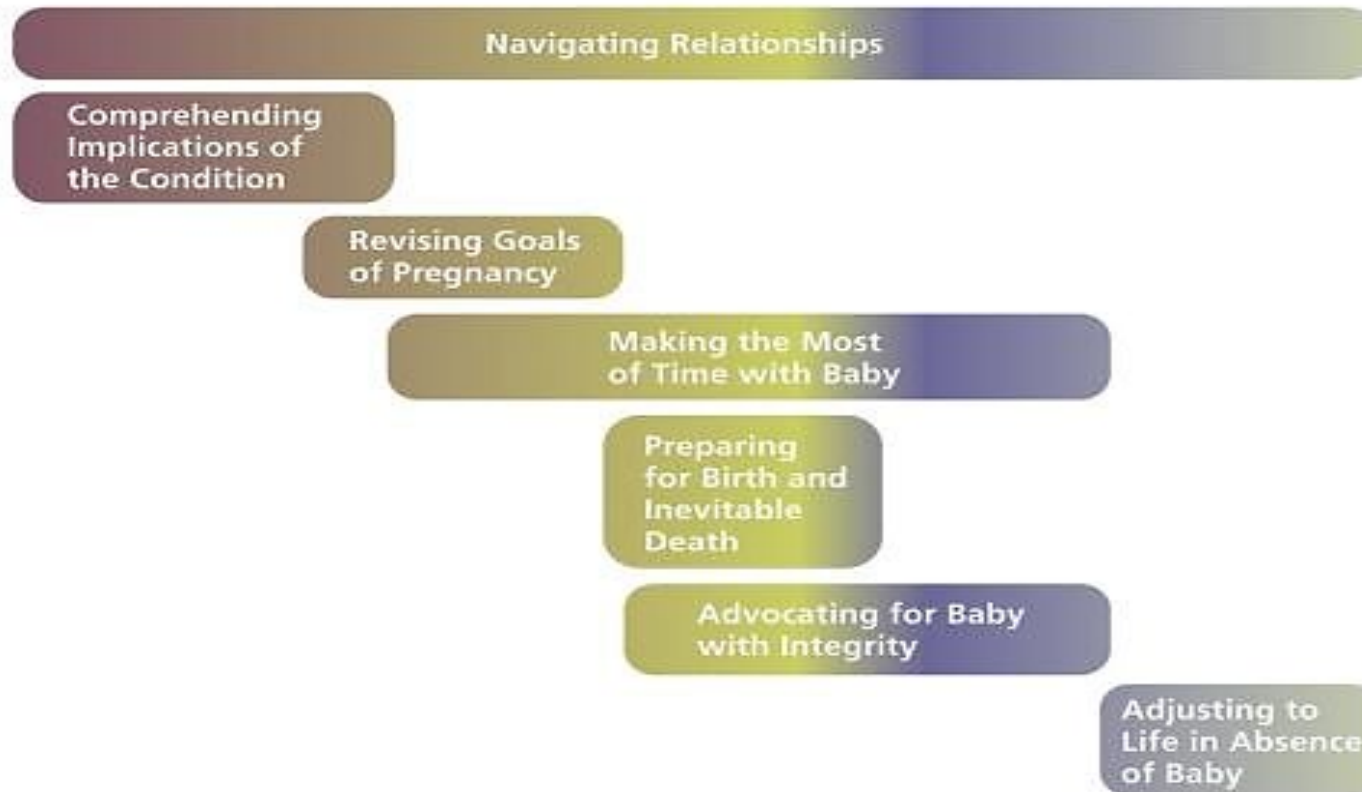 Navigating Relationships
Comprehending
Implications of
the Condition
Revising Goals
of Pregnancy
Making the Most
of Time with Baby
Preparing
for Birth and
Inevitable
Death
Advocating for Baby
with Integrity
Adjusting to
Life in Absence
of Baby